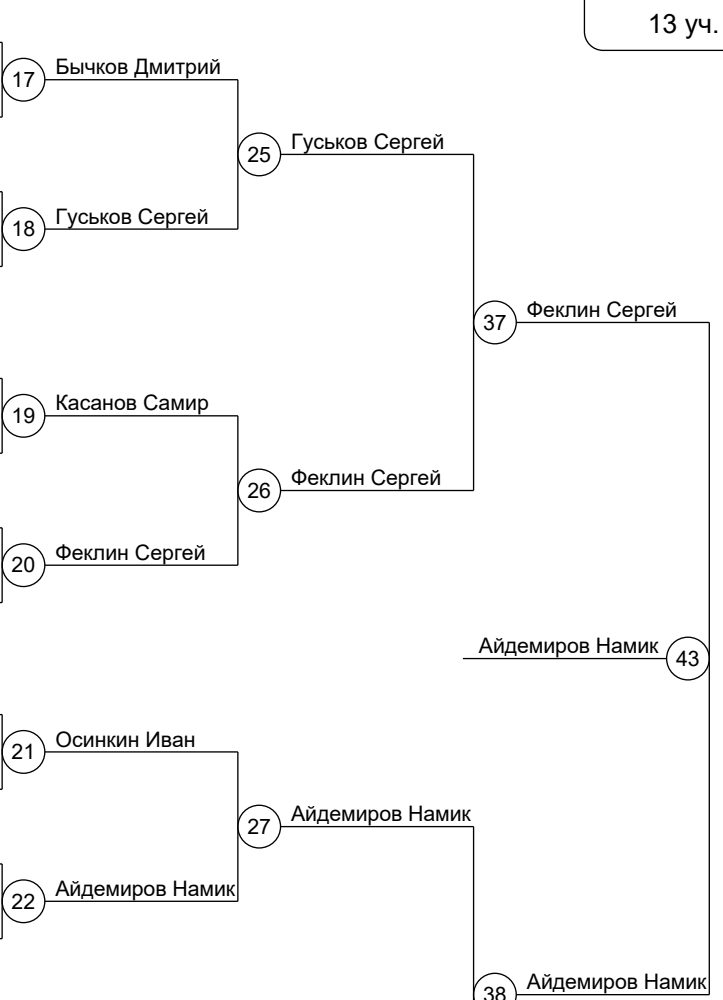 13 уч.
17 Бычков Дмитрий
25 Гуськов Сергей
18 Гуськов Сергей
37 Феклин Сергей
19 Касанов Самир
26 Феклин Сергей
20 Феклин Сергей
Айдемиров Намик 43
21 Осинкин Иван
27 Айдемиров Намик
22 Айдемиров Намик
38 Айдемиров Намик